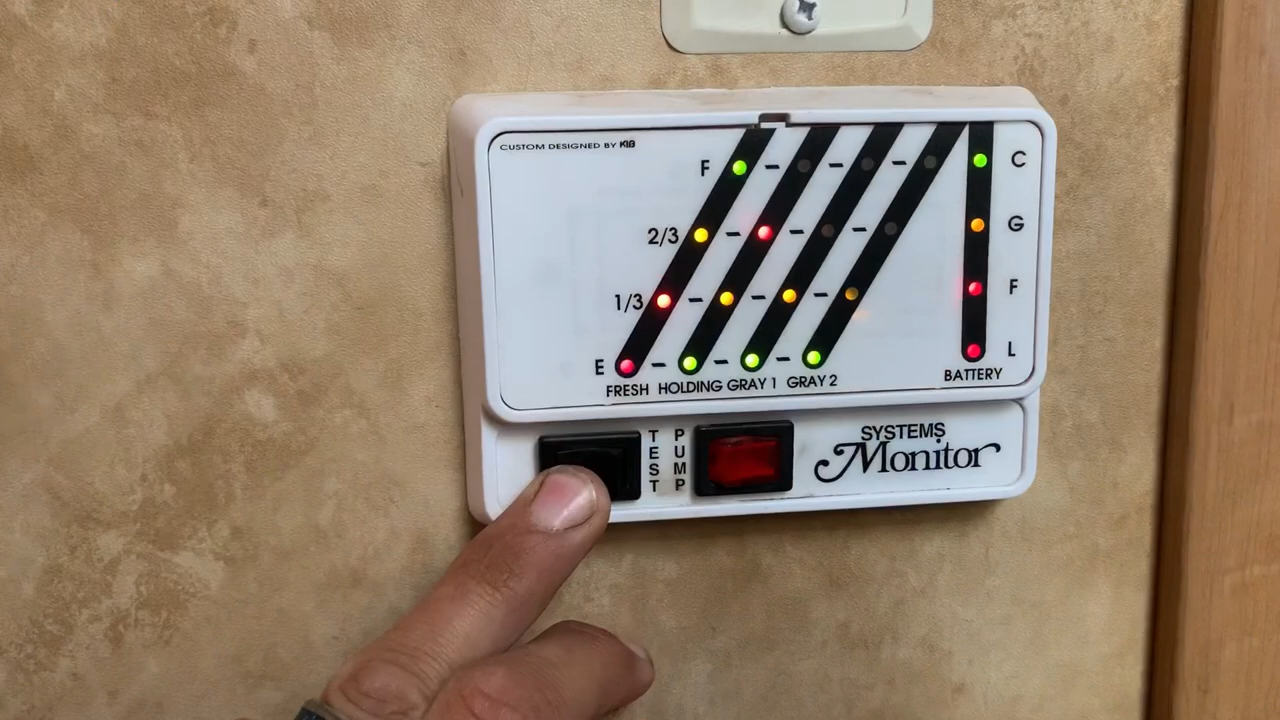 CUSTOM DESIGNED BY KIB
F - - - C
2/3 - - - G
1/3 - - - F
E - - - L
FRESH HOLDING GRAY 1 GRAY 2 BATTERY
TEST
PUMP
SYSTEMS
Monitor